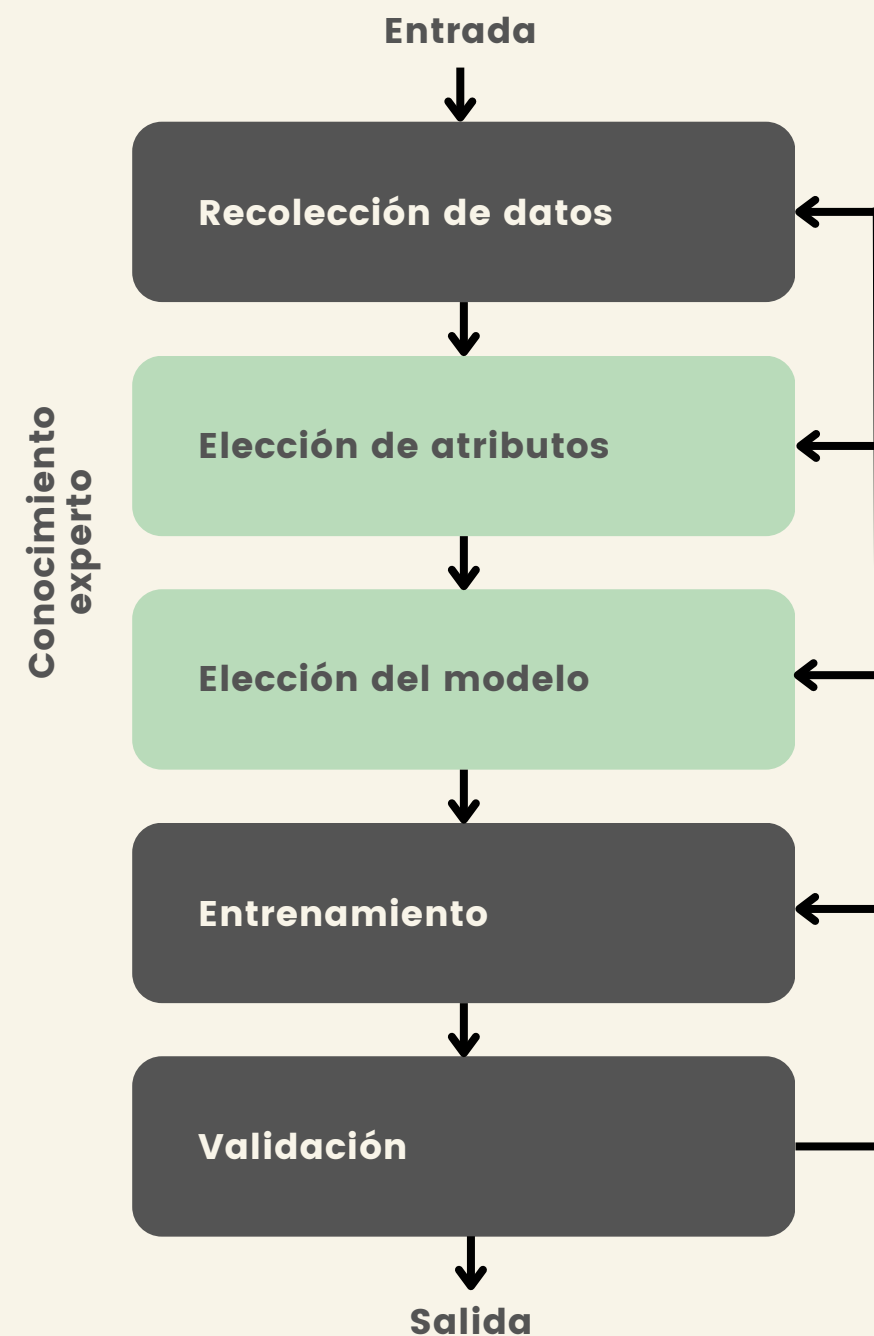 Entrada
Recolección de datos
Elección de atributos
Conocimiento
experto
Elección del modelo
Entrenamiento
Validación
Salida